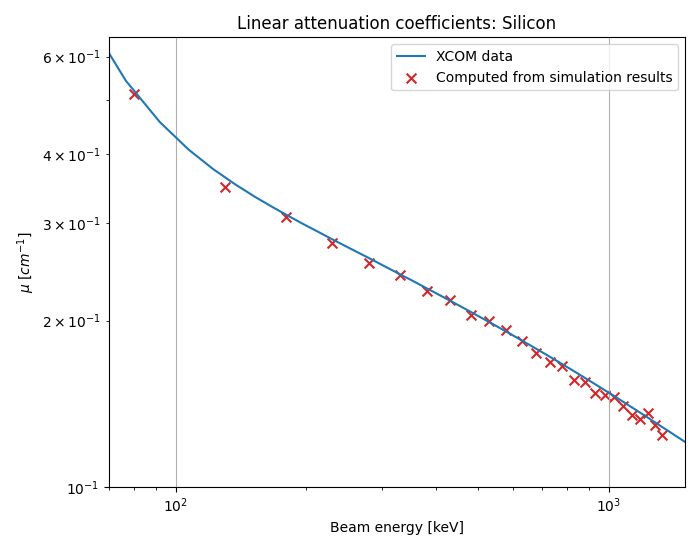 Linear attenuation coefficients: Silicon
XCOM data
Computed from simulation results
6 × 10⁻¹
4 × 10⁻¹
3 × 10⁻¹
2 × 10⁻¹
10⁻¹
μ [cm⁻¹]
10² 10³
Beam energy [keV]